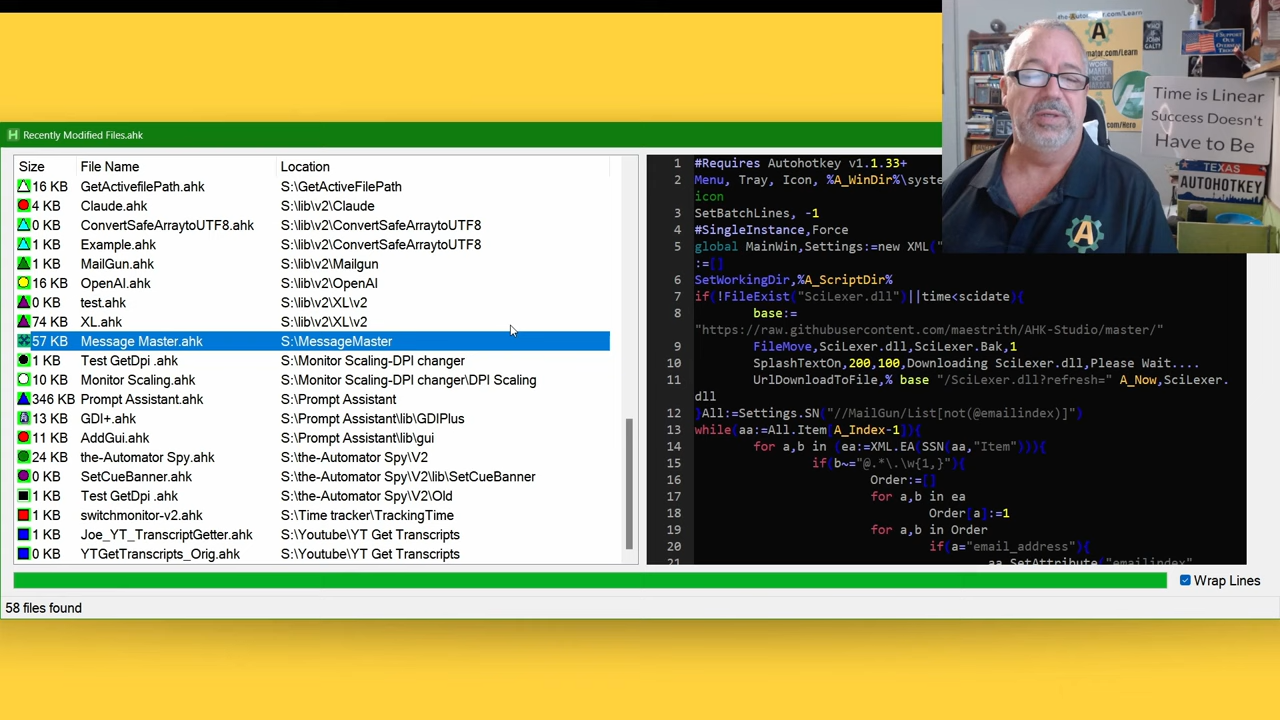 Recently Modified Files.ahk
Size File Name Location
16 KB GetActivefilePath.ahk S:\GetActiveFilePath
4 KB Claude.ahk S:\lib\v2\Claude
0 KB ConvertSafeArraytoUTF8.ahk S:\lib\v2\ConvertSafeArraytoUTF8
1 KB Example.ahk S:\lib\v2\ConvertSafeArraytoUTF8
1 KB MailGun.ahk S:\lib\v2\Mailgun
16 KB OpenAI.ahk S:\lib\v2\OpenAI
0 KB test.ahk S:\lib\v2\XL\v2
74 KB XL.ahk S:\lib\v2\XL\v2
57 KB Message Master.ahk S:\MessageMaster
1 KB Test GetDpi .ahk S:\Monitor Scaling-DPI changer
10 KB Monitor Scaling.ahk S:\Monitor Scaling-DPI changer\DPI Scaling
346 KB Prompt Assistant.ahk S:\Prompt Assistant
13 KB GDI+.ahk S:\Prompt Assistant\lib\GDIPlus
11 KB AddGui.ahk S:\Prompt Assistant\lib\gui
24 KB the-Automator Spy.ahk S:\the-Automator Spy\V2
0 KB SetCueBanner.ahk S:\the-Automator Spy\V2\lib\SetCueBanner
1 KB Test GetDpi .ahk S:\the-Automator Spy\V2\Old
1 KB switchmonitor-v2.ahk S:\Time tracker\TrackingTime
1 KB Joe_YT_TranscriptGetter.ahk S:\Youtube\YT Get Transcripts
0 KB YTGetTranscripts_Orig.ahk S:\Youtube\YT Get Transcripts
58 files found
1 #Requires Autohotkey v1.1.33+
2 Menu, Tray, Icon, %A_WinDir%\syste
icon
3 SetBatchLines, -1
4 #SingleInstance,Force
5 global MainWin,Settings:=new XML("
:=[]
6 SetWorkingDir,%A_ScriptDir%
7 if(!FileExist("SciLexer.dll")||time<scidate){
8 base:=
"https://raw.githubusercontent.com/maestrith/AHK-Studio/master/"
9 FileMove,SciLexer.dll,SciLexer.Bak,1
10 SplashTextOn,200,100,Downloading SciLexer.dll,Please Wait....
11 UrlDownloadToFile,% base "/SciLexer.dll?refresh=" A_Now,SciLexer.
dll
12 }All:=Settings.SN("//MailGun/List[not(@emailindex)]")
13 while(aa:=All.Item[A_Index-1]){
14 for a,b in (ea:=XML.EA(SSN(aa,"Item"))){
15 if(b~="@.*\.\w{1,}"){
16 Order:=[]
17 for a,b in ea
18 Order[a]:=1
19 for a,b in Order
20 if(a="email_address"){
21 aa.SetAttribute("emailindex"
Wrap Lines
WHO
IS JOHN
GALT?
WORK
SMARTER
NOT
HARDER
I SUPPORT
OUR
Time is Linear
Success Doesn't
Have to Be
TEXAS
AUTOHOTKEY